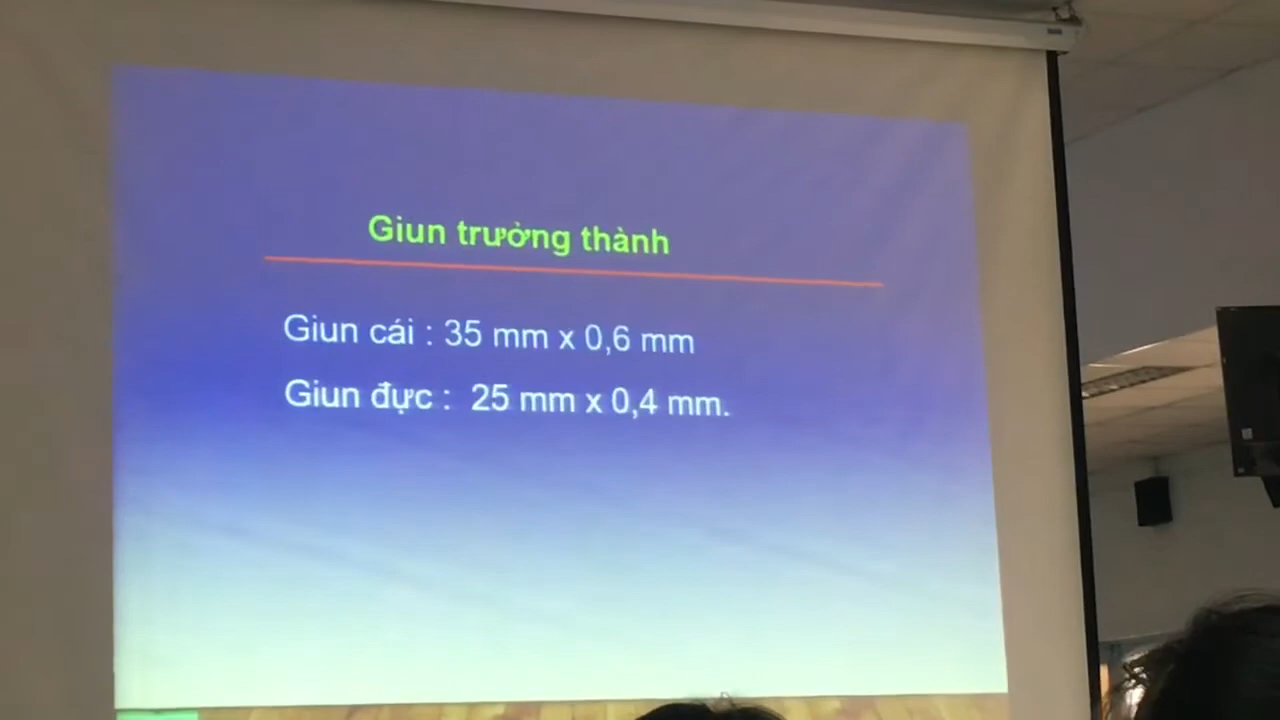 Giun trưởng thành
Giun cái : 35 mm x 0,6 mm
Giun đực : 25 mm x 0,4 mm.